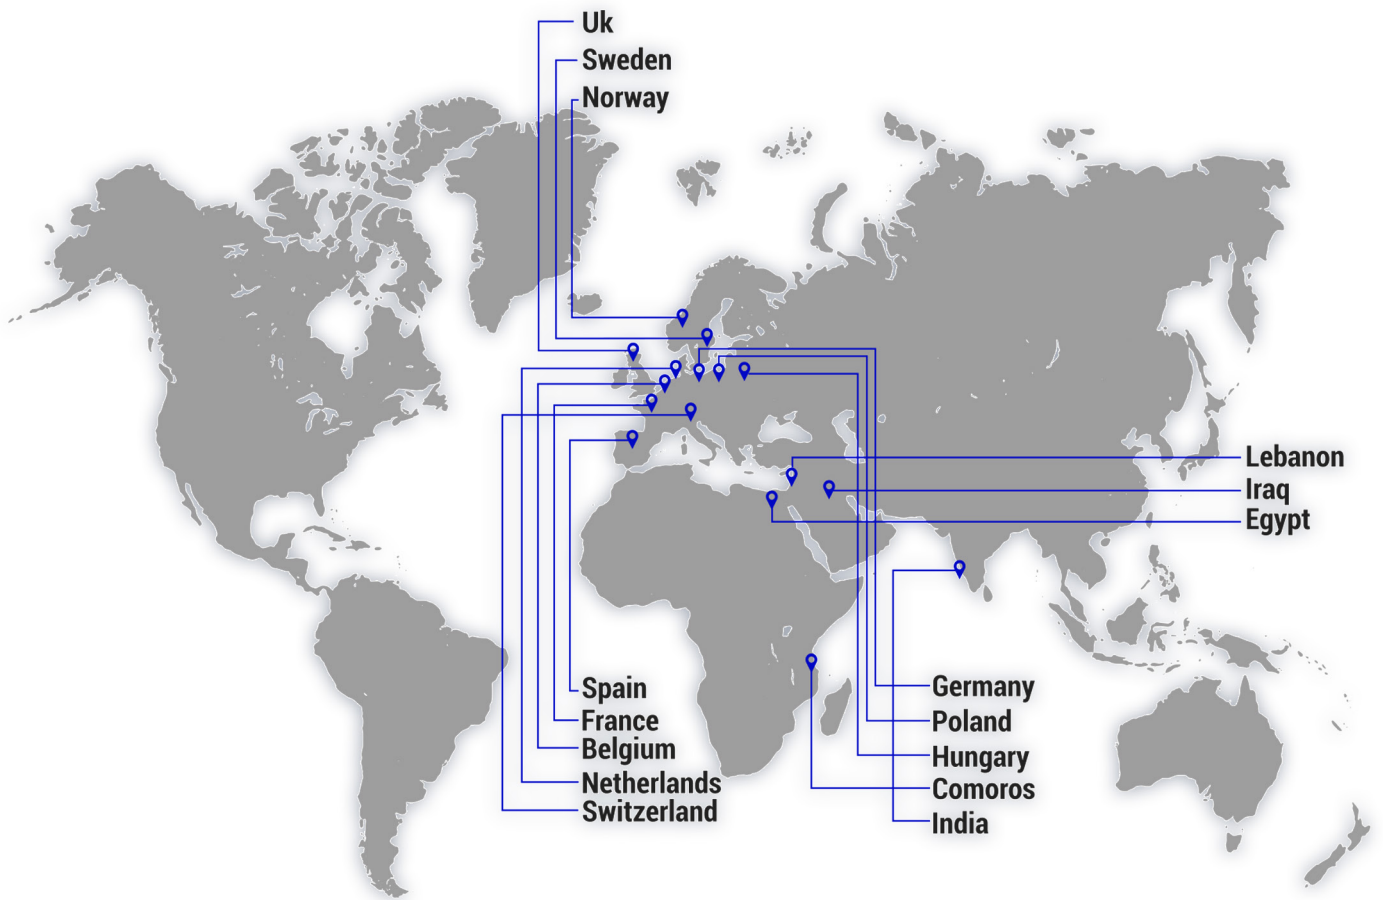 Uk
Sweden
Norway
Lebanon
Iraq
Egypt
Spain
France
Belgium
Netherlands
Switzerland
Germany
Poland
Hungary
Comoros
India